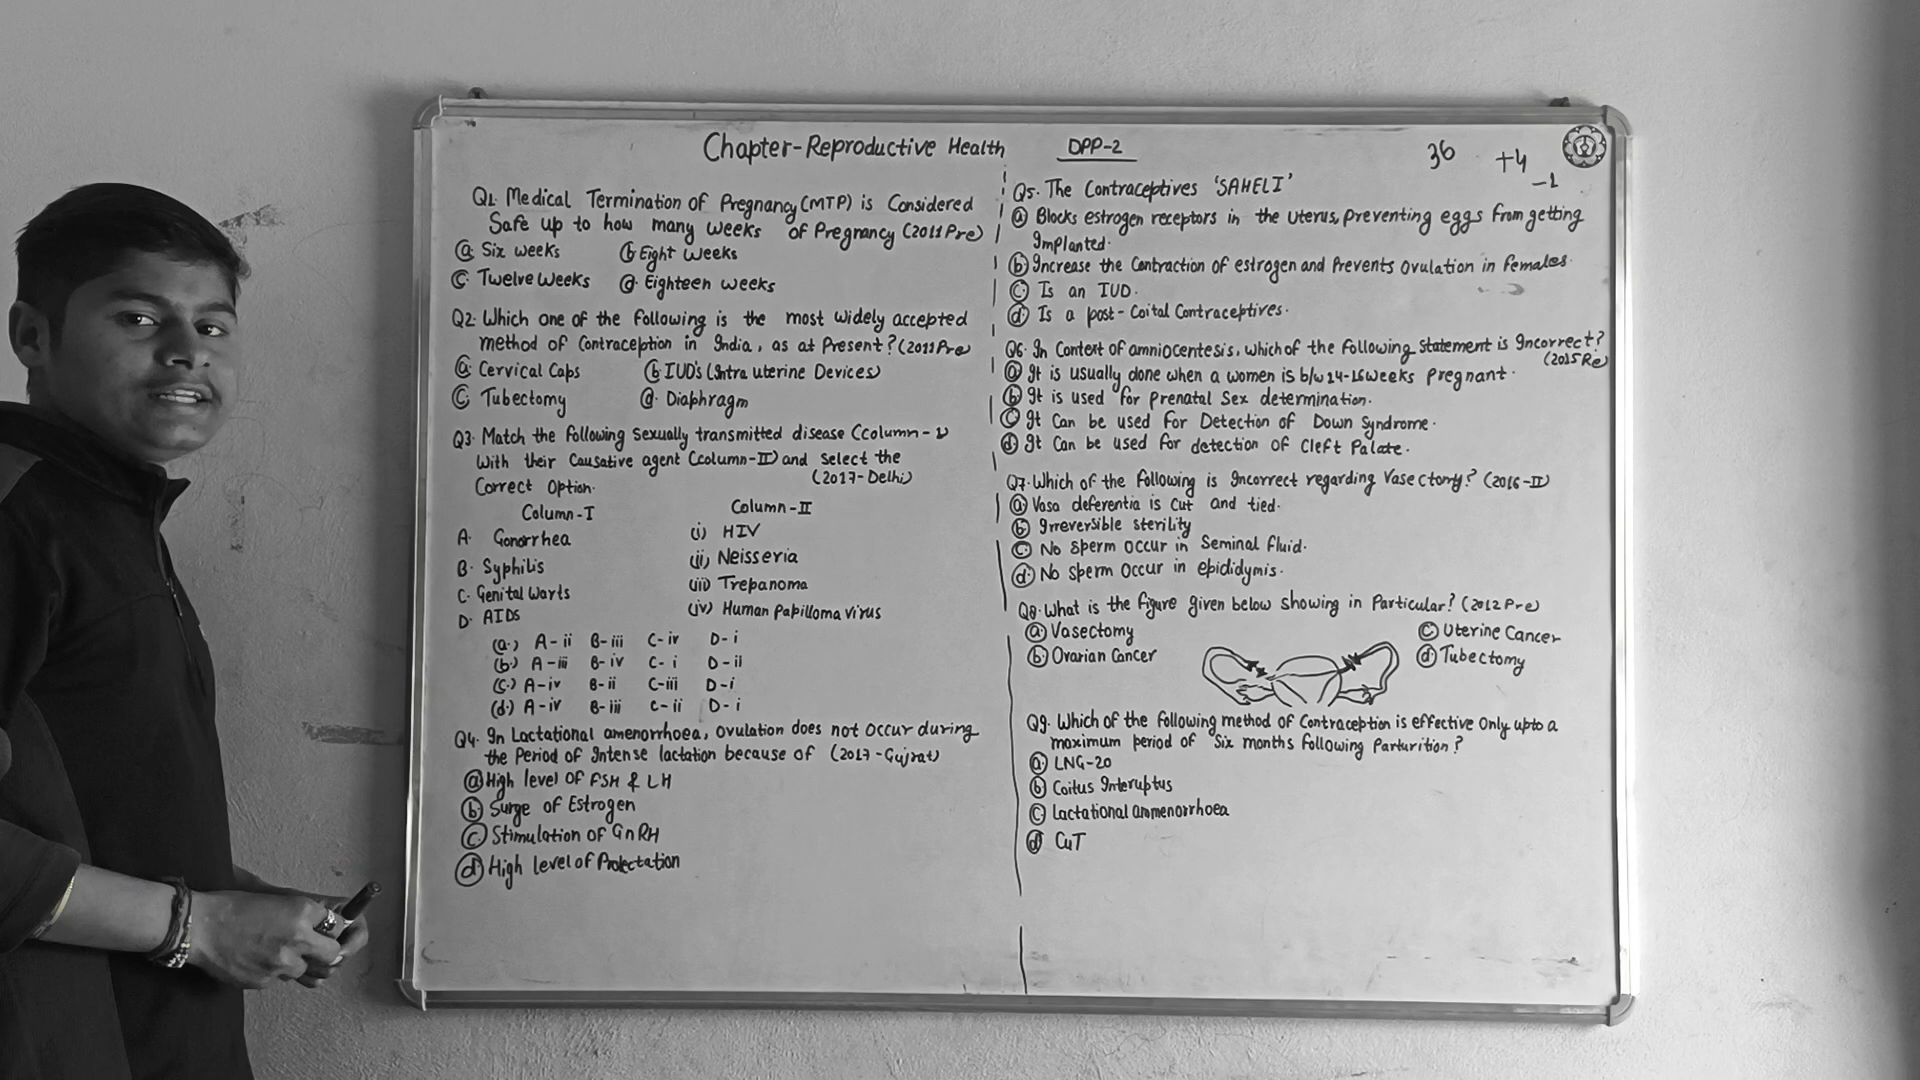 Chapter-Reproductive Health DPP-2
36 +4 -1
Q1. Medical Termination of Pregnancy (MTP) is Considered
Safe up to how many weeks of Pregnancy (2011 Pre)
(a) Six weeks (b) Eight weeks
(c) Twelve Weeks (d) Eighteen weeks
Q2. Which one of the following is the most widely accepted
method of Contraception in India, as at Present? (2011 Pre)
(a) Cervical Caps (b) IUD's (Intra uterine Devices)
(c) Tubectomy (d) Diaphragm
Q3. Match the following sexually transmitted disease (column-I)
With their Causative agent (column-II) and select the
Correct Option. (2017-Delhi)
Column-I Column-II
A. Gonorrhea (i) HIV
B. Syphilis (ii) Neisseria
C. Genital Warts (iii) Trepanoma
D. AIDS (iv) Human Papilloma virus
(a.) A-ii B-iii C-iv D-i
(b.) A-iii B-iv C-i D-ii
(c.) A-iv B-ii C-iii D-i
(d.) A-iv B-iii C-ii D-i
Q4. In Lactational amenorrhoea, ovulation does not occur during
the Period of Intense lactation because of (2017-Gujrat)
(a) High level of FSH & LH
(b) Surge of Estrogen
(c) Stimulation of GnRH
(d) High level of Prolectation
Q5. The Contraceptives 'SAHELI'
(a) Blocks estrogen receptors in the uterus, preventing eggs from getting
Implanted.
(b) Increase the Contraction of estrogen and Prevents ovulation in females.
(c) Is an IUD.
(d) Is a post-Coital Contraceptives.
Q6. In Context of amniocentesis, which of the following statement is Incorrect?
(2015 Re)
(a) It is usually done when a women is b/w 14-16 weeks pregnant.
(b) It is used for prenatal Sex determination.
(c) It Can be used for Detection of Down Syndrome.
(d) It Can be used for detection of Cleft Palate.
Q7. Which of the following is Incorrect regarding Vasectomy? (2016-II)
(a) Vasa deferentia is Cut and tied.
(b) Irreversible sterility
(c) No sperm occur in Seminal fluid.
(d) No sperm occur in epididymis.
Q8. What is the figure given below showing in Particular? (2012 Pre)
(a) Vasectomy (c) Uterine Cancer
(b) Ovarian Cancer (d) Tubectomy
Q9. Which of the following method of Contraception is effective Only upto a
maximum period of Six months following Parturition?
(a) LNG-20
(b) Coitus Interuptus
(c) Lactational ammenorrhoea
(d) CuT